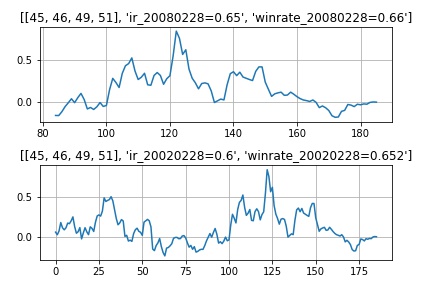 [[45, 46, 49, 51], 'ir_20080228=0.65', 'winrate_20080228=0.66']
0.5
0.0
80 100 120 140 160 180
[[45, 46, 49, 51], 'ir_20020228=0.6', 'winrate_20020228=0.652']
0.5
0.0
0 25 50 75 100 125 150 175